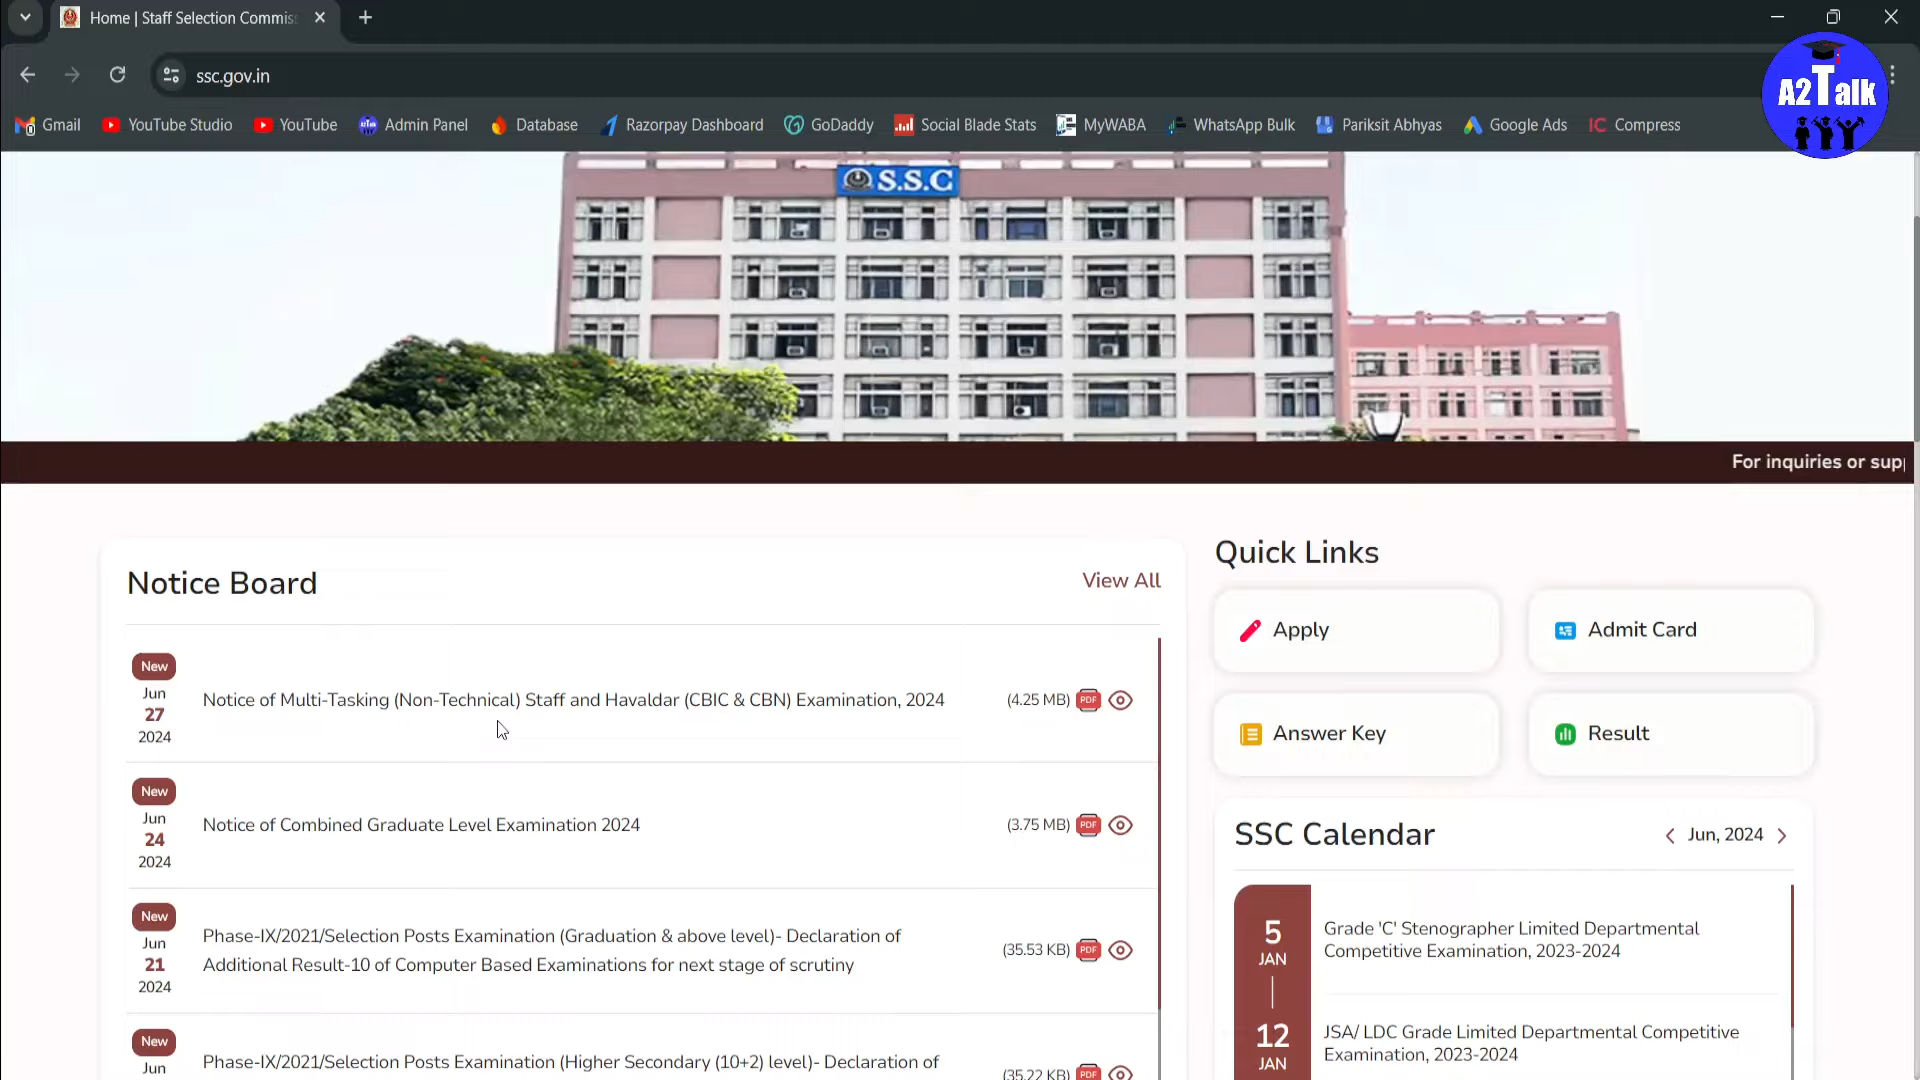 Home | Staff Selection Commiss
ssc.gov.in
A2Talk
Gmail YouTube Studio YouTube Admin Panel Database Razorpay Dashboard GoDaddy Social Blade Stats MyWABA WhatsApp Bulk Pariksit Abhyas Google Ads IC Compress
S.S.C
For inquiries or sup
Notice Board
View All
New
Jun
27
2024
Notice of Multi-Tasking (Non-Technical) Staff and Havaldar (CBIC & CBN) Examination, 2024
(4.25 MB) PDF
New
Jun
24
2024
Notice of Combined Graduate Level Examination 2024
(3.75 MB) PDF
New
Jun
21
2024
Phase-IX/2021/Selection Posts Examination (Graduation & above level)- Declaration of
Additional Result-10 of Computer Based Examinations for next stage of scrutiny
(35.53 KB) PDF
New
Jun
Phase-IX/2021/Selection Posts Examination (Higher Secondary (10+2) level)- Declaration of
(35.22 KB) PDF
Quick Links
Apply
Admit Card
Answer Key
Result
SSC Calendar
Jun, 2024
5
JAN
Grade 'C' Stenographer Limited Departmental
Competitive Examination, 2023-2024
12
JAN
JSA/ LDC Grade Limited Departmental Competitive
Examination, 2023-2024